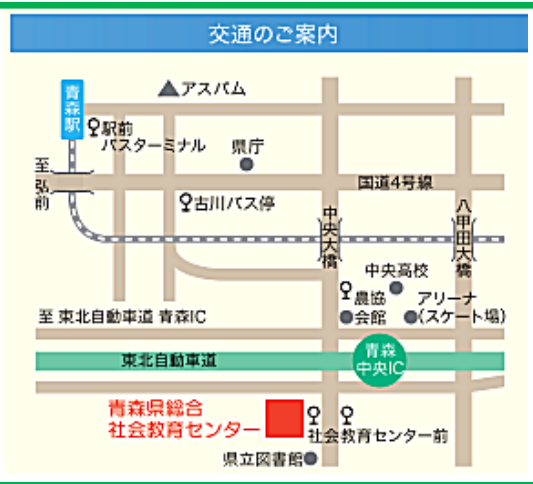 交通のご案内
青森駅
アスパム
駅前
バスターミナル
県庁
至弘前
国道4号線
古川バス停
中央大橋
八甲田大橋
中央高校
農協
会館
アリーナ
(スケート場)
至 東北自動車道 青森IC
東北自動車道
青森
中央IC
青森県総合
社会教育センター
社会教育センター前
県立図書館